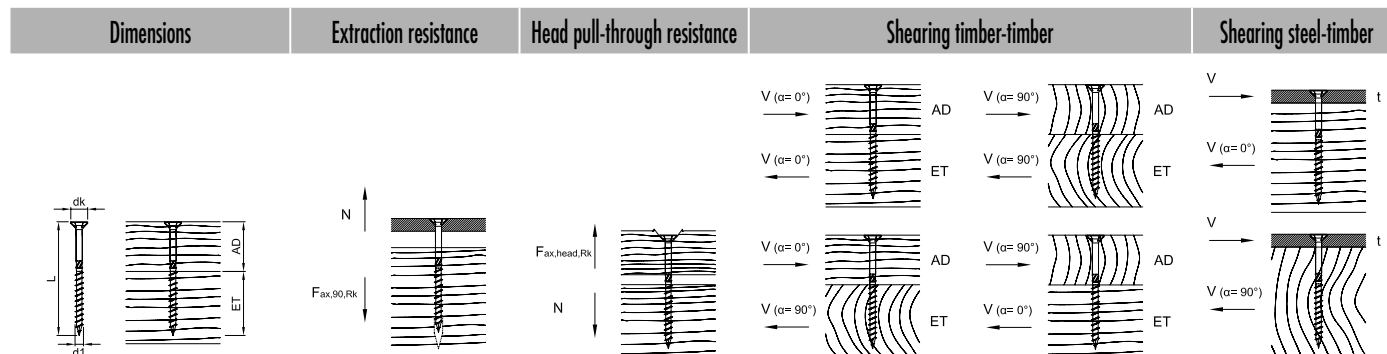 Dimensions
Extraction resistance
Head pull-through resistance
Shearing timber-timber
Shearing steel-timber
dk
L
d1
AD
ET
N
Fax,90,Rk
Fax,head,Rk
N
V (α= 0°)
AD
V (α= 0°)
ET
V (α= 90°)
AD
V (α= 90°)
ET
V (α= 0°)
AD
V (α= 90°)
ET
V (α= 90°)
AD
V (α= 0°)
ET
V
t
V (α= 0°)
V
t
V (α= 90°)